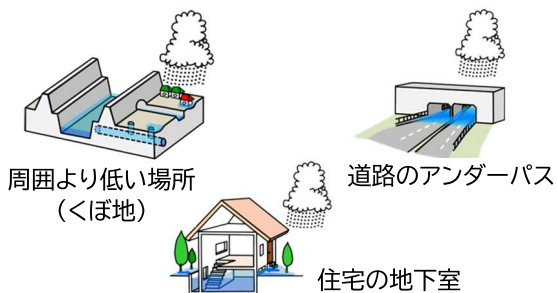 周囲より低い場所
（くぼ地）
道路のアンダーパス
住宅の地下室